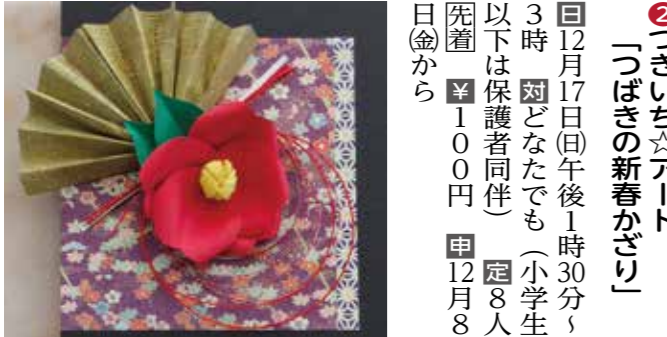 ❷つきいち☆アート
「つばきの新春かざり」
日12月17日㈰午後1時30分~
3時 対どなたでも(小学生
以下は保護者同伴) 定8人
先着 ¥100円 申12月8
日㈮から